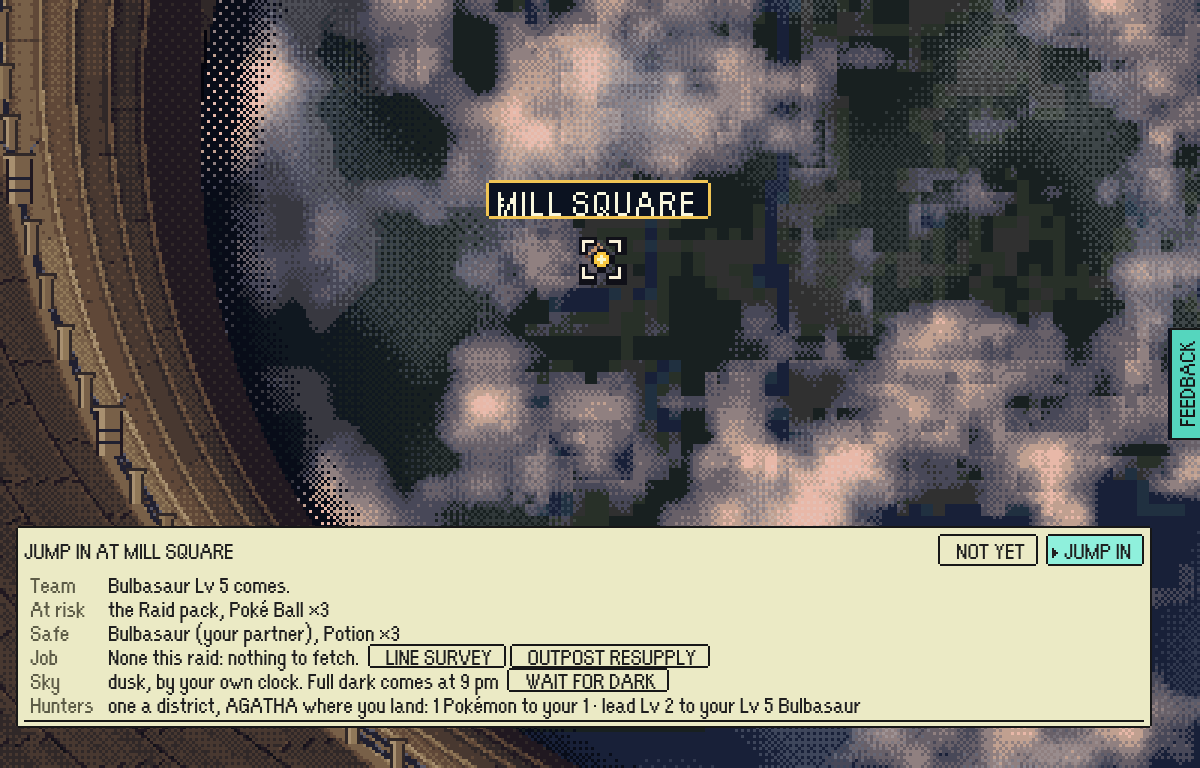 MILL SQUARE
FEEDBACK
JUMP IN AT MILL SQUARE
NOT YET
JUMP IN
Team Bulbasaur Lv 5 comes.
At risk the Raid pack, Poké Ball ×3
Safe Bulbasaur (your partner), Potion ×3
Job None this raid: nothing to fetch. LINE SURVEY OUTPOST RESUPPLY
Sky dusk, by your own clock. Full dark comes at 9 pm WAIT FOR DARK
Hunters one a district, AGATHA where you land: 1 Pokémon to your 1 · lead Lv 2 to your Lv 5 Bulbasaur